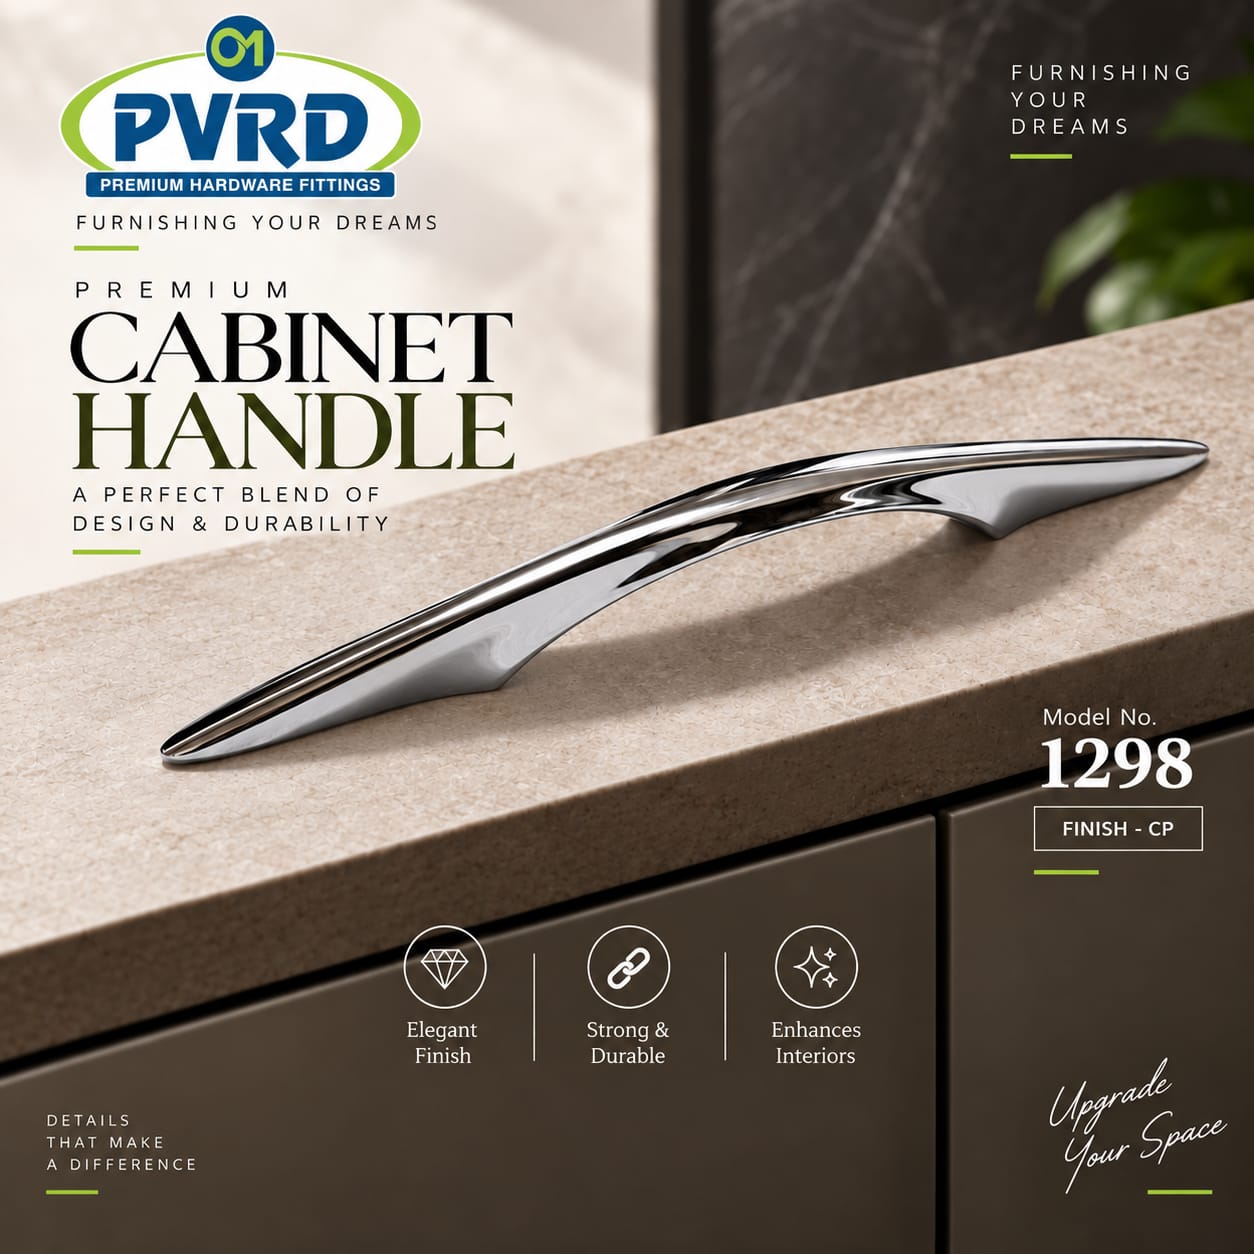 OM
PVRD
PREMIUM HARDWARE FITTINGS
FURNISHING YOUR DREAMS
FURNISHING
YOUR
DREAMS
PREMIUM
CABINET
HANDLE
A PERFECT BLEND OF
DESIGN & DURABILITY
Model No.
1298
FINISH - CP
Elegant
Finish
Strong &
Durable
Enhances
Interiors
DETAILS
THAT MAKE
A DIFFERENCE
Upgrade
Your Space